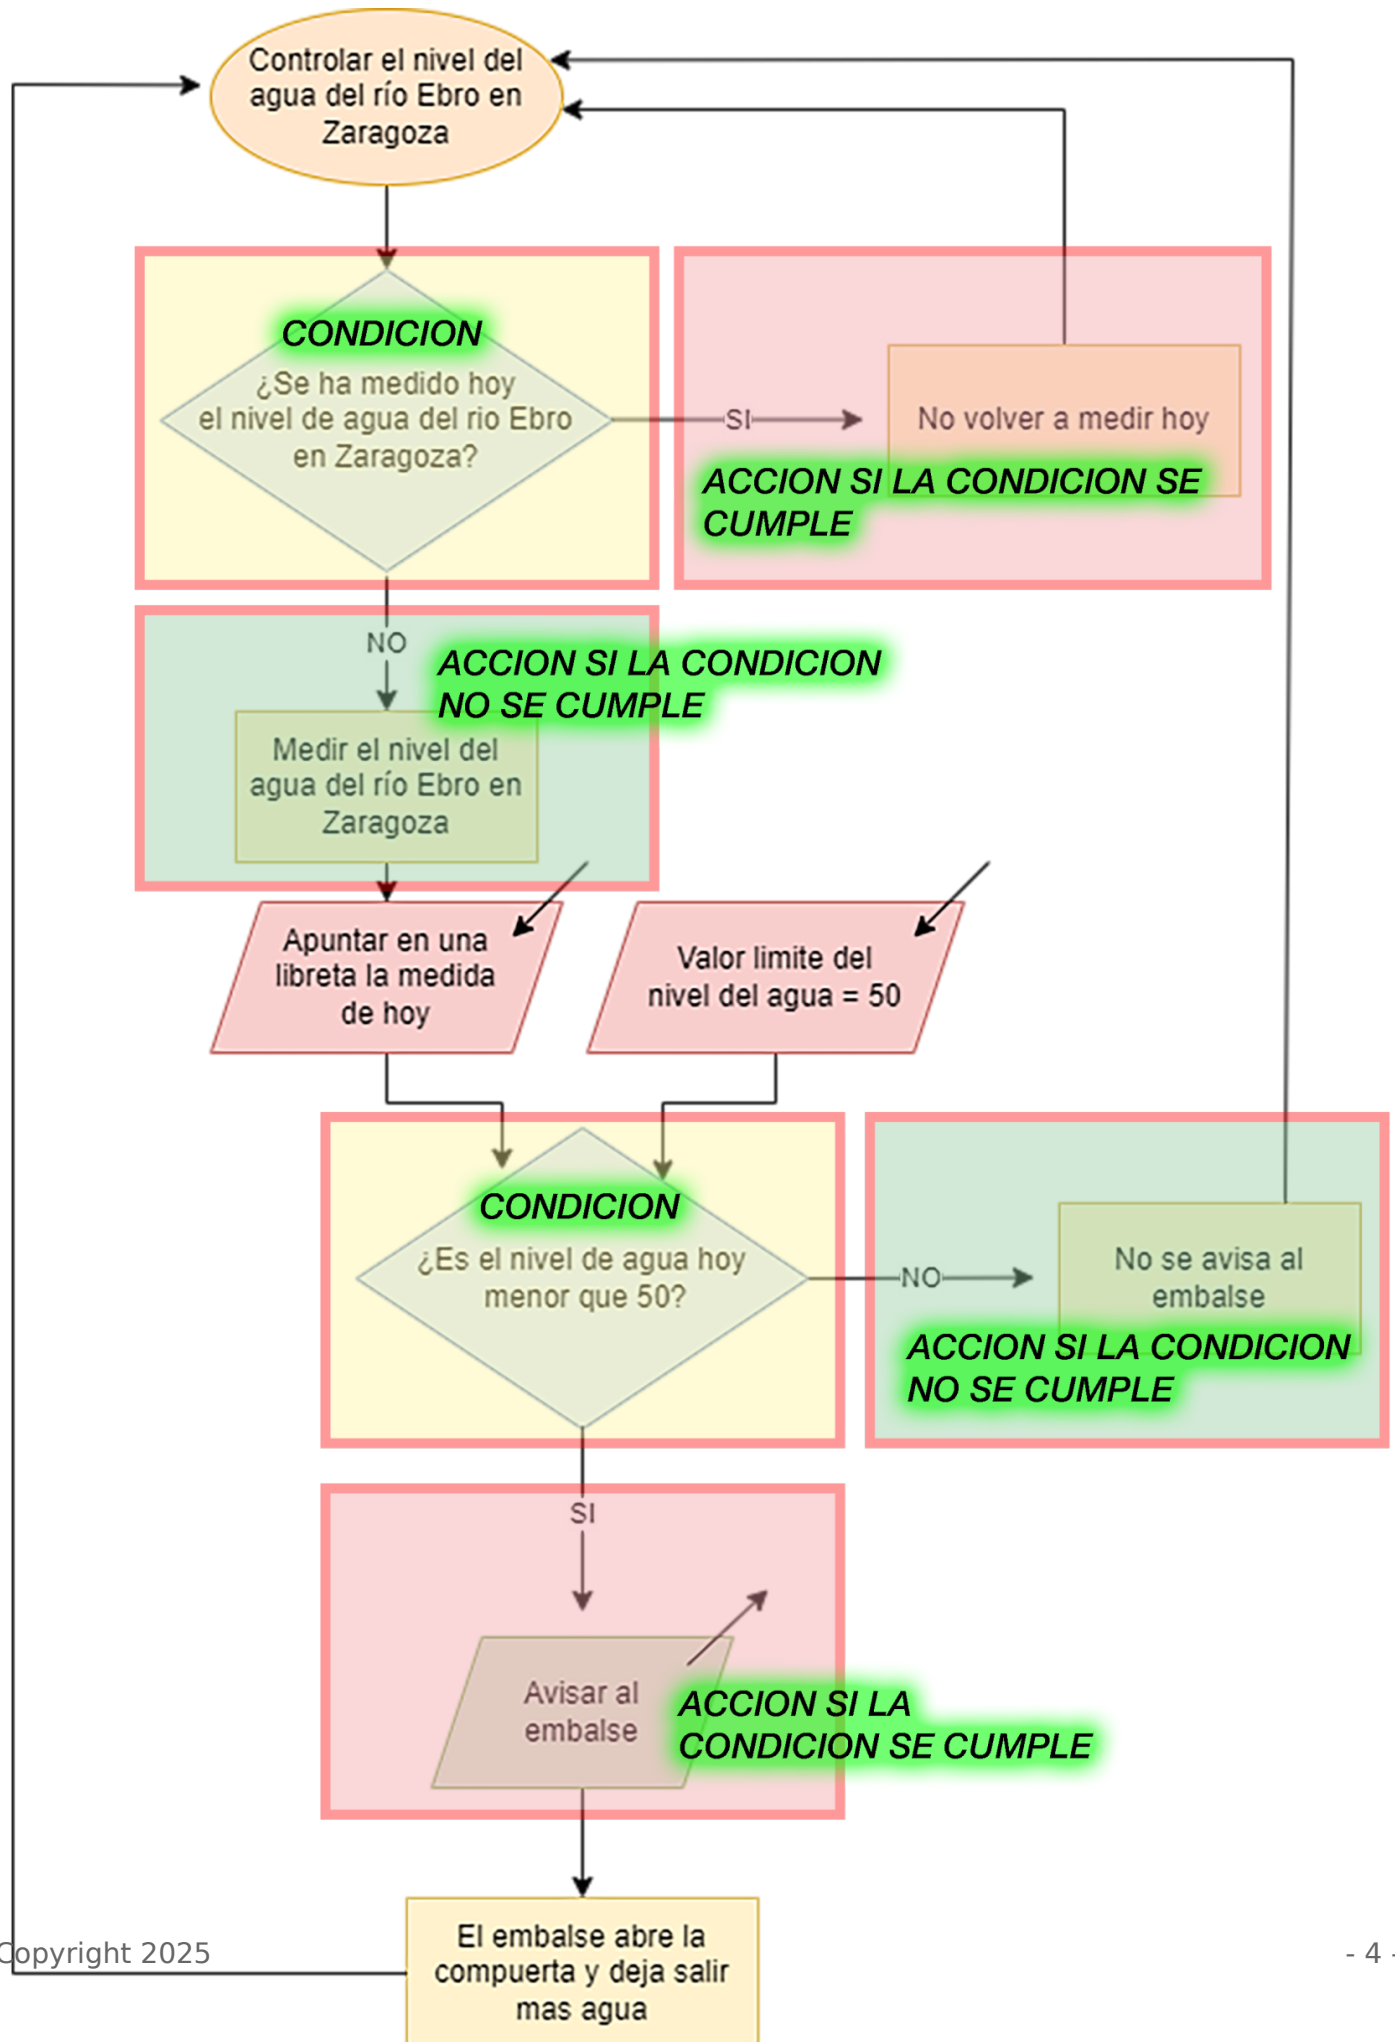 Controlar el nivel del
agua del río Ebro en
Zaragoza
CONDICION
¿Se ha medido hoy
el nivel de agua del rio Ebro
en Zaragoza?
SI
No volver a medir hoy
ACCION SI LA CONDICION SE
CUMPLE
NO
ACCION SI LA CONDICION
NO SE CUMPLE
Medir el nivel del
agua del río Ebro en
Zaragoza
Apuntar en una
libreta la medida
de hoy
Valor limite del
nivel del agua = 50
CONDICION
¿Es el nivel de agua hoy
menor que 50?
NO
No se avisa al
embalse
ACCION SI LA CONDICION
NO SE CUMPLE
SI
Avisar al
embalse
ACCION SI LA
CONDICION SE CUMPLE
El embalse abre la
compuerta y deja salir
mas agua
Copyright 2025
- 4 -